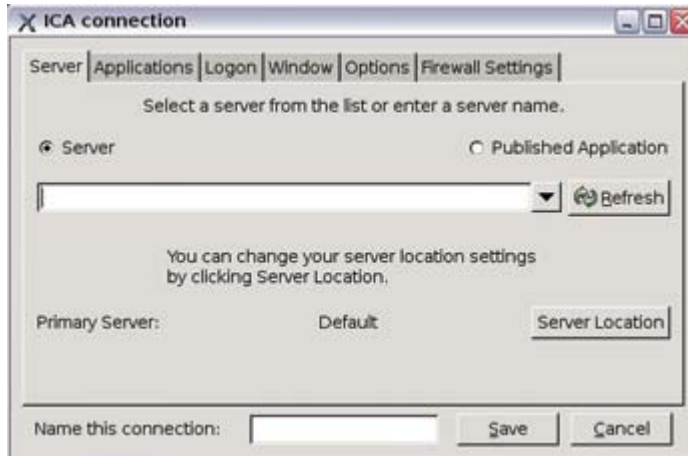 ICA connection
Server Applications Logon Window Options Firewall Settings
Select a server from the list or enter a server name.
Server Published Application
Refresh
You can change your server location settings
by clicking Server Location.
Primary Server: Default Server Location
Name this connection: Save Cancel